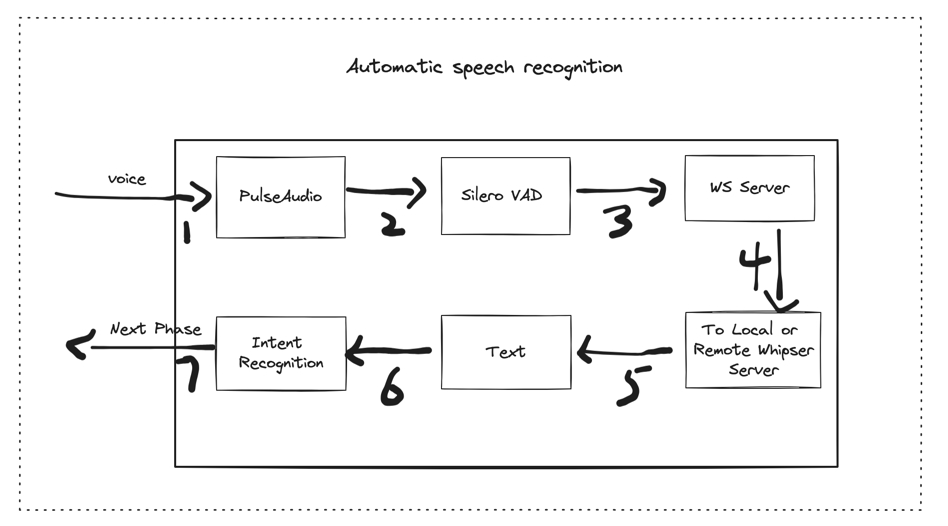 Automatic speech recognition
voice
1
PulseAudio
2
Silero VAD
3
WS Server
4
To Local or
Remote Whipser
Server
5
Text
6
Intent
Recognition
7
Next Phase